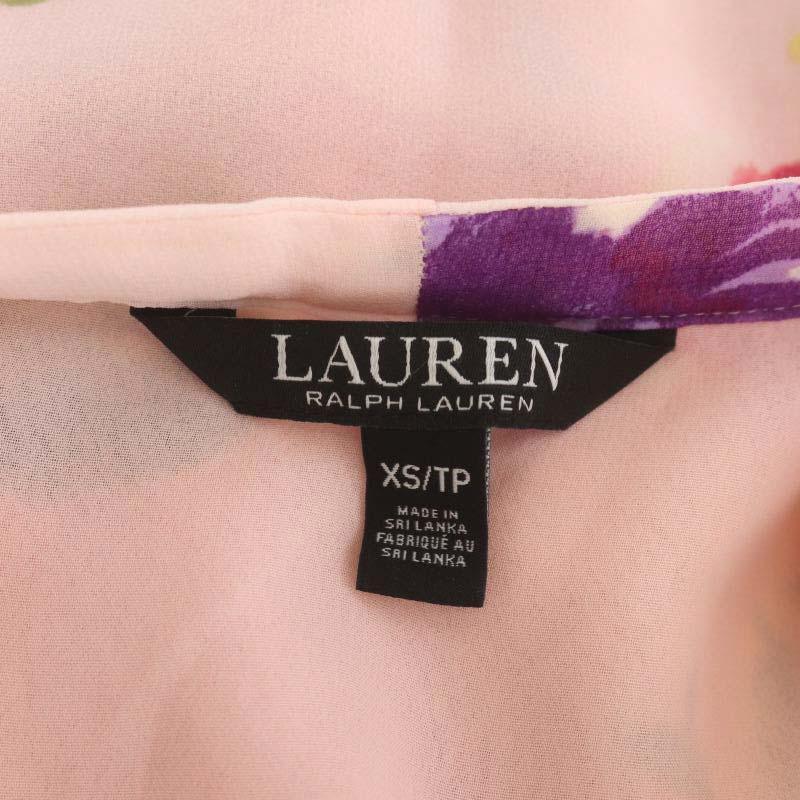 LAUREN
RALPH LAUREN
XS/TP
MADE IN
SRI LANKA
FABRIQUÉ AU
SRI LANKA